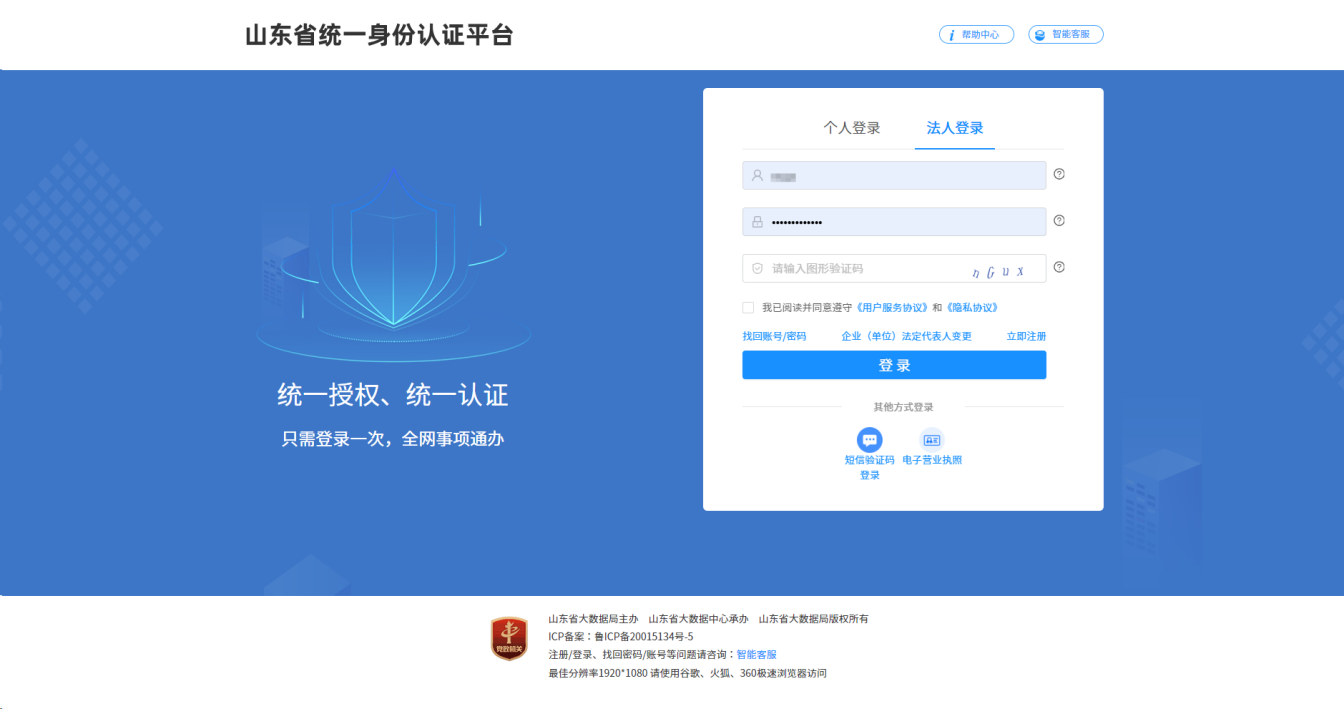 山东省统一身份认证平台
帮助中心
智能客服
个人登录 法人登录
•••••••••••••
请输入图形验证码
nGux
我已阅读并同意遵守《用户服务协议》和《隐私协议》
找回账号/密码 企业（单位）法定代表人变更 立即注册
登 录
其他方式登录
短信验证码
登录
电子营业执照
统一授权、统一认证
只需登录一次，全网事项通办
党政机关
山东省大数据局主办 山东省大数据中心承办 山东省大数据局版权所有
ICP备案：鲁ICP备20015134号-5
注册/登录、找回密码/账号等问题请咨询：智能客服
最佳分辨率1920*1080 请使用谷歌、火狐、360极速浏览器访问